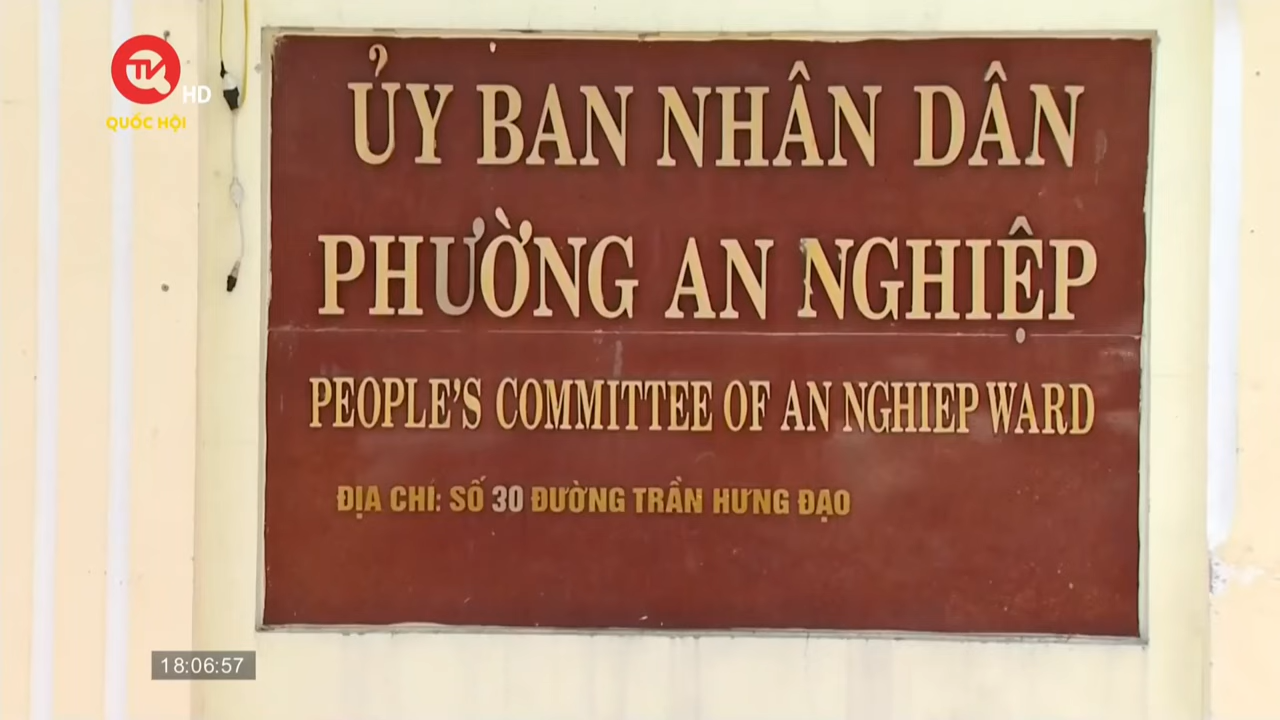 TV
HD
QUỐC HỘI
ỦY BAN NHÂN DÂN
PHƯỜNG AN NGHIỆP
PEOPLE'S COMMITTEE OF AN NGHIEP WARD
ĐỊA CHỈ: SỐ 30 ĐƯỜNG TRẦN HƯNG ĐẠO
18:06:57